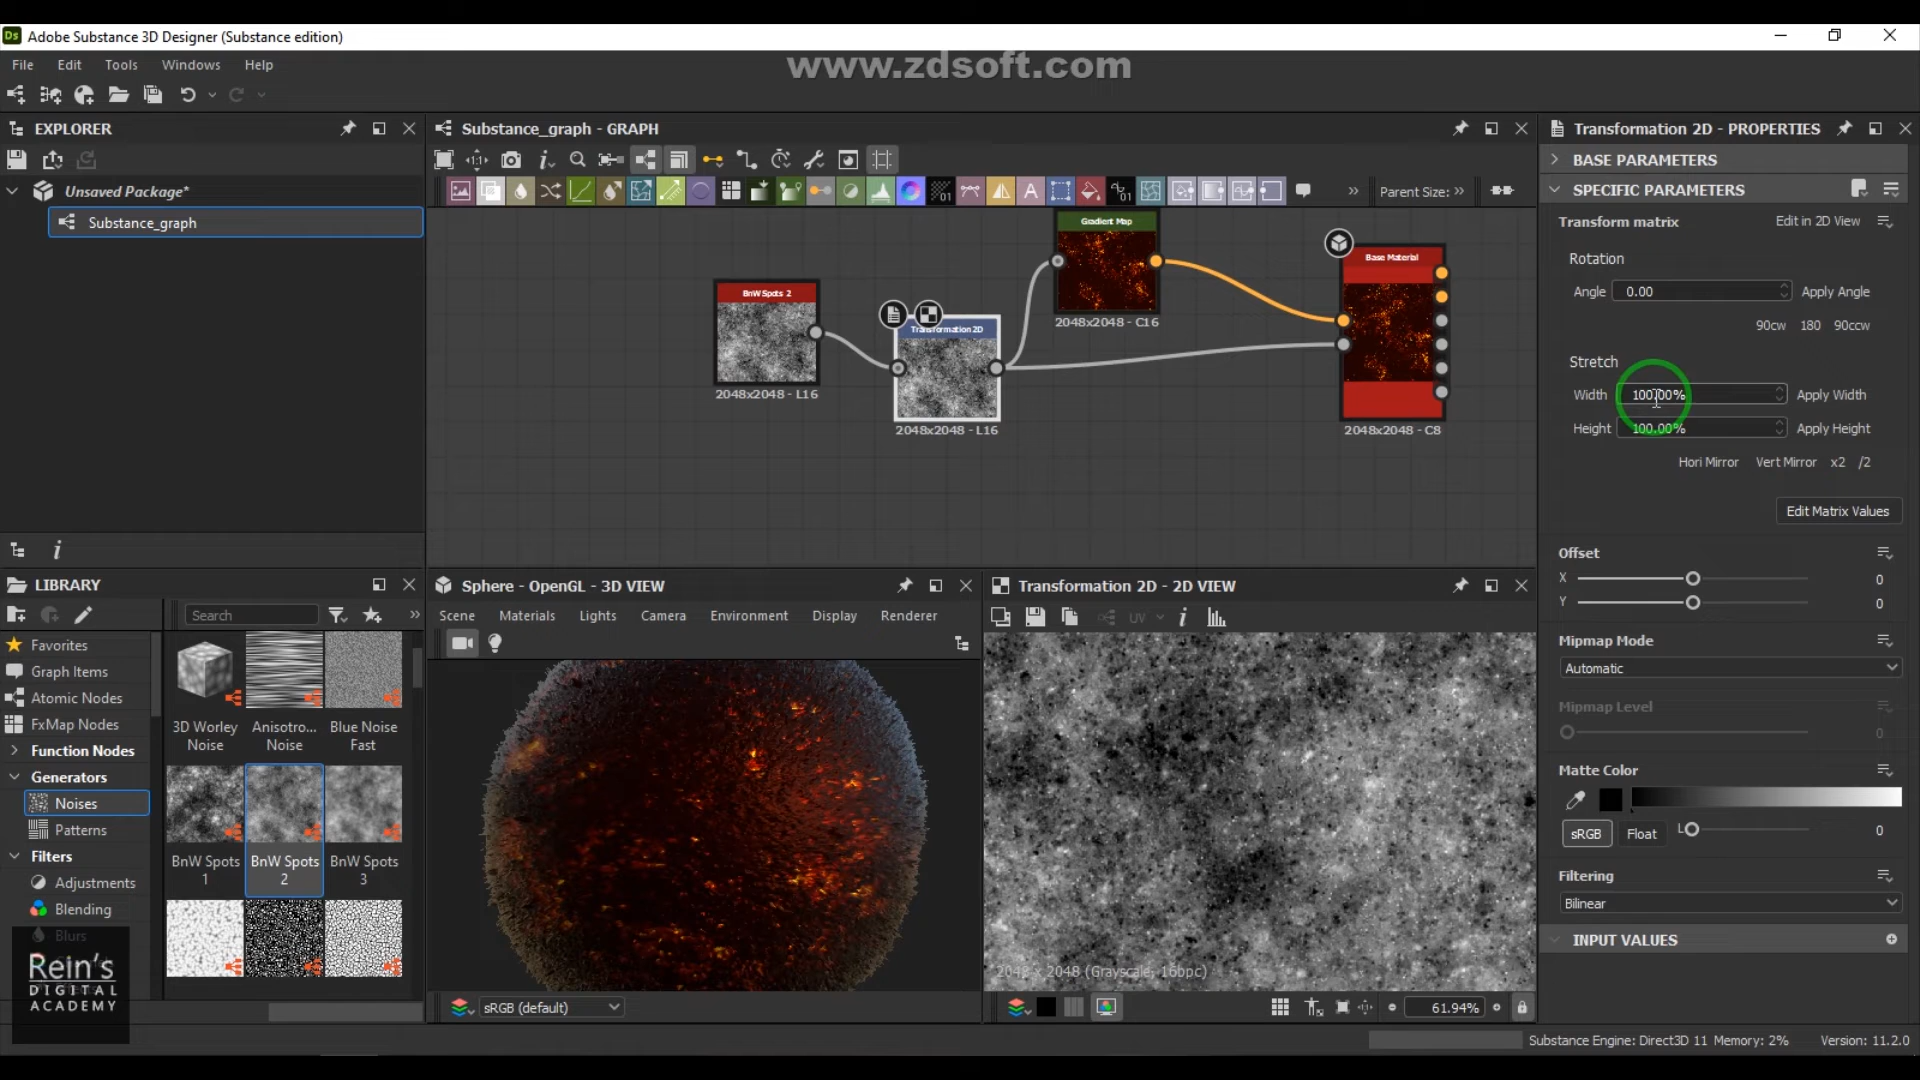 Ds Adobe Substance 3D Designer (Substance edition)
File Edit Tools Windows Help
www.zdsoft.com
EXPLORER
Unsaved Package*
Substance_graph
Substance_graph - GRAPH
Parent Size:
BnW Spots 2
2048x2048 - L16
Transformation 2D
2048x2048 - L16
Gradient Map
2048x2048 - C16
Base Material
2048x2048 - C8
Transformation 2D - PROPERTIES
BASE PARAMETERS
SPECIFIC PARAMETERS
Transform matrix Edit in 2D View
Rotation
Angle 0.00 Apply Angle
90cw 180 90ccw
Stretch
Width 100.00% Apply Width
Height 100.00% Apply Height
Hori Mirror Vert Mirror x2 /2
Edit Matrix Values
Offset
X 0
Y 0
Mipmap Mode
Automatic
Mipmap Level
0
Matte Color
sRGB Float L 0
Filtering
Bilinear
INPUT VALUES
LIBRARY
Search
Favorites
Graph Items
Atomic Nodes
FxMap Nodes
Function Nodes
Generators
Noises
Patterns
Filters
Adjustments
Blending
Blurs
3D Worley
Noise
Anisotro...
Noise
Blue Noise
Fast
BnW Spots
1
BnW Spots
2
BnW Spots
3
Rein's
DIGITAL
ACADEMY
Sphere - OpenGL - 3D VIEW
Scene Materials Lights Camera Environment Display Renderer
sRGB (default)
Transformation 2D - 2D VIEW
UV
2048 x 2048 (Grayscale, 16bpc)
61.94%
Substance Engine: Direct3D 11 Memory: 2% Version: 11.2.0